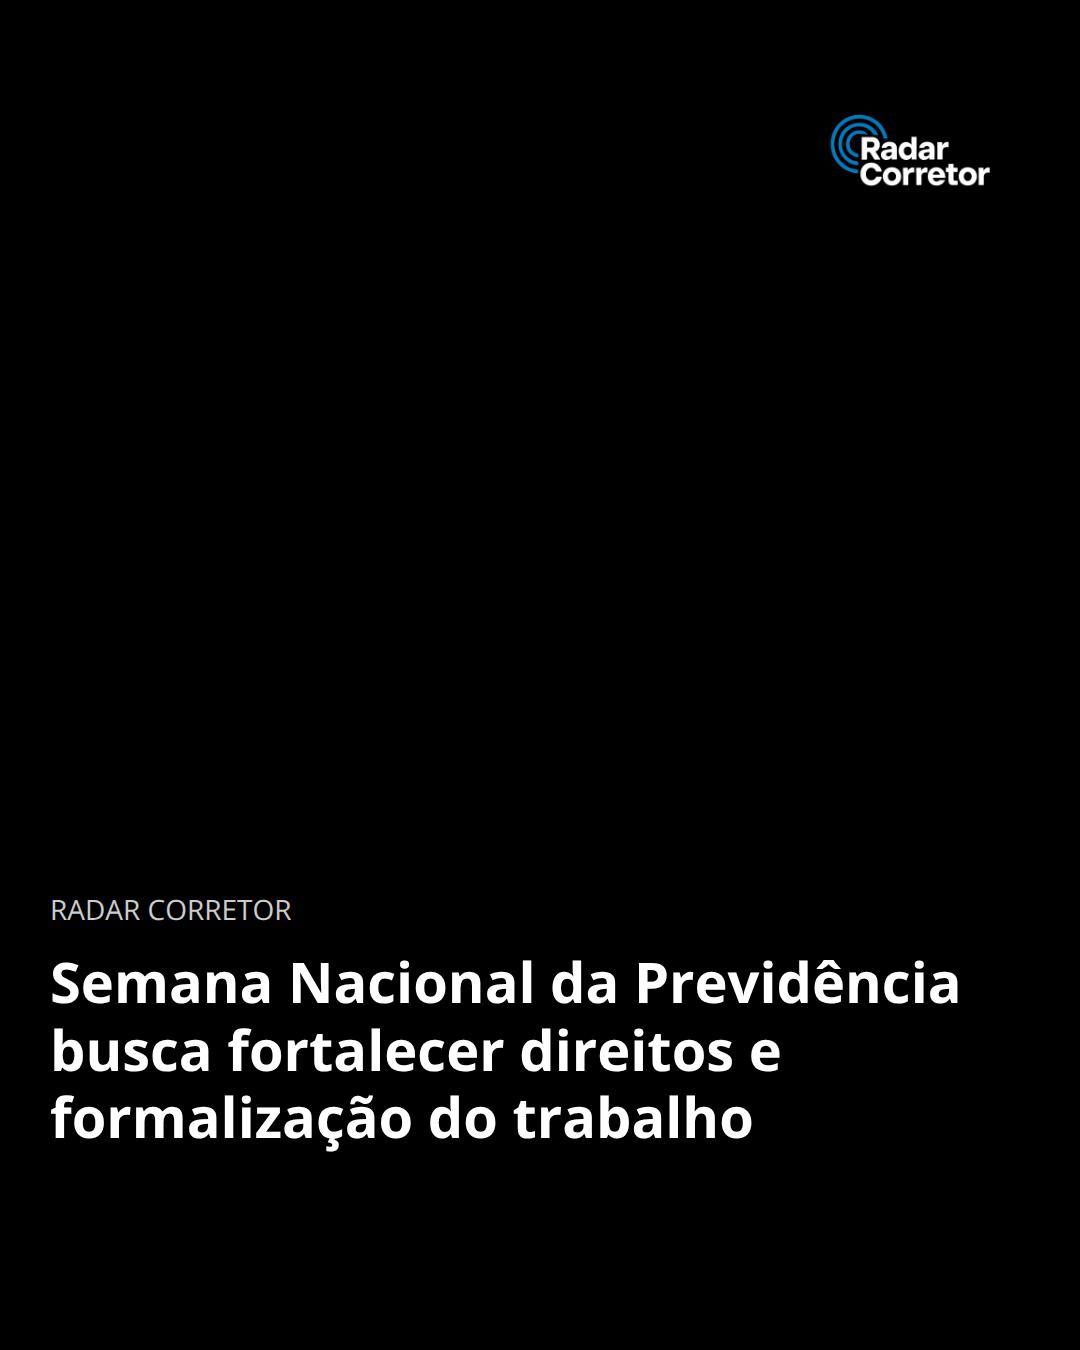 Radar
Corretor
RADAR CORRETOR
Semana Nacional da Previdência
busca fortalecer direitos e
formalização do trabalho